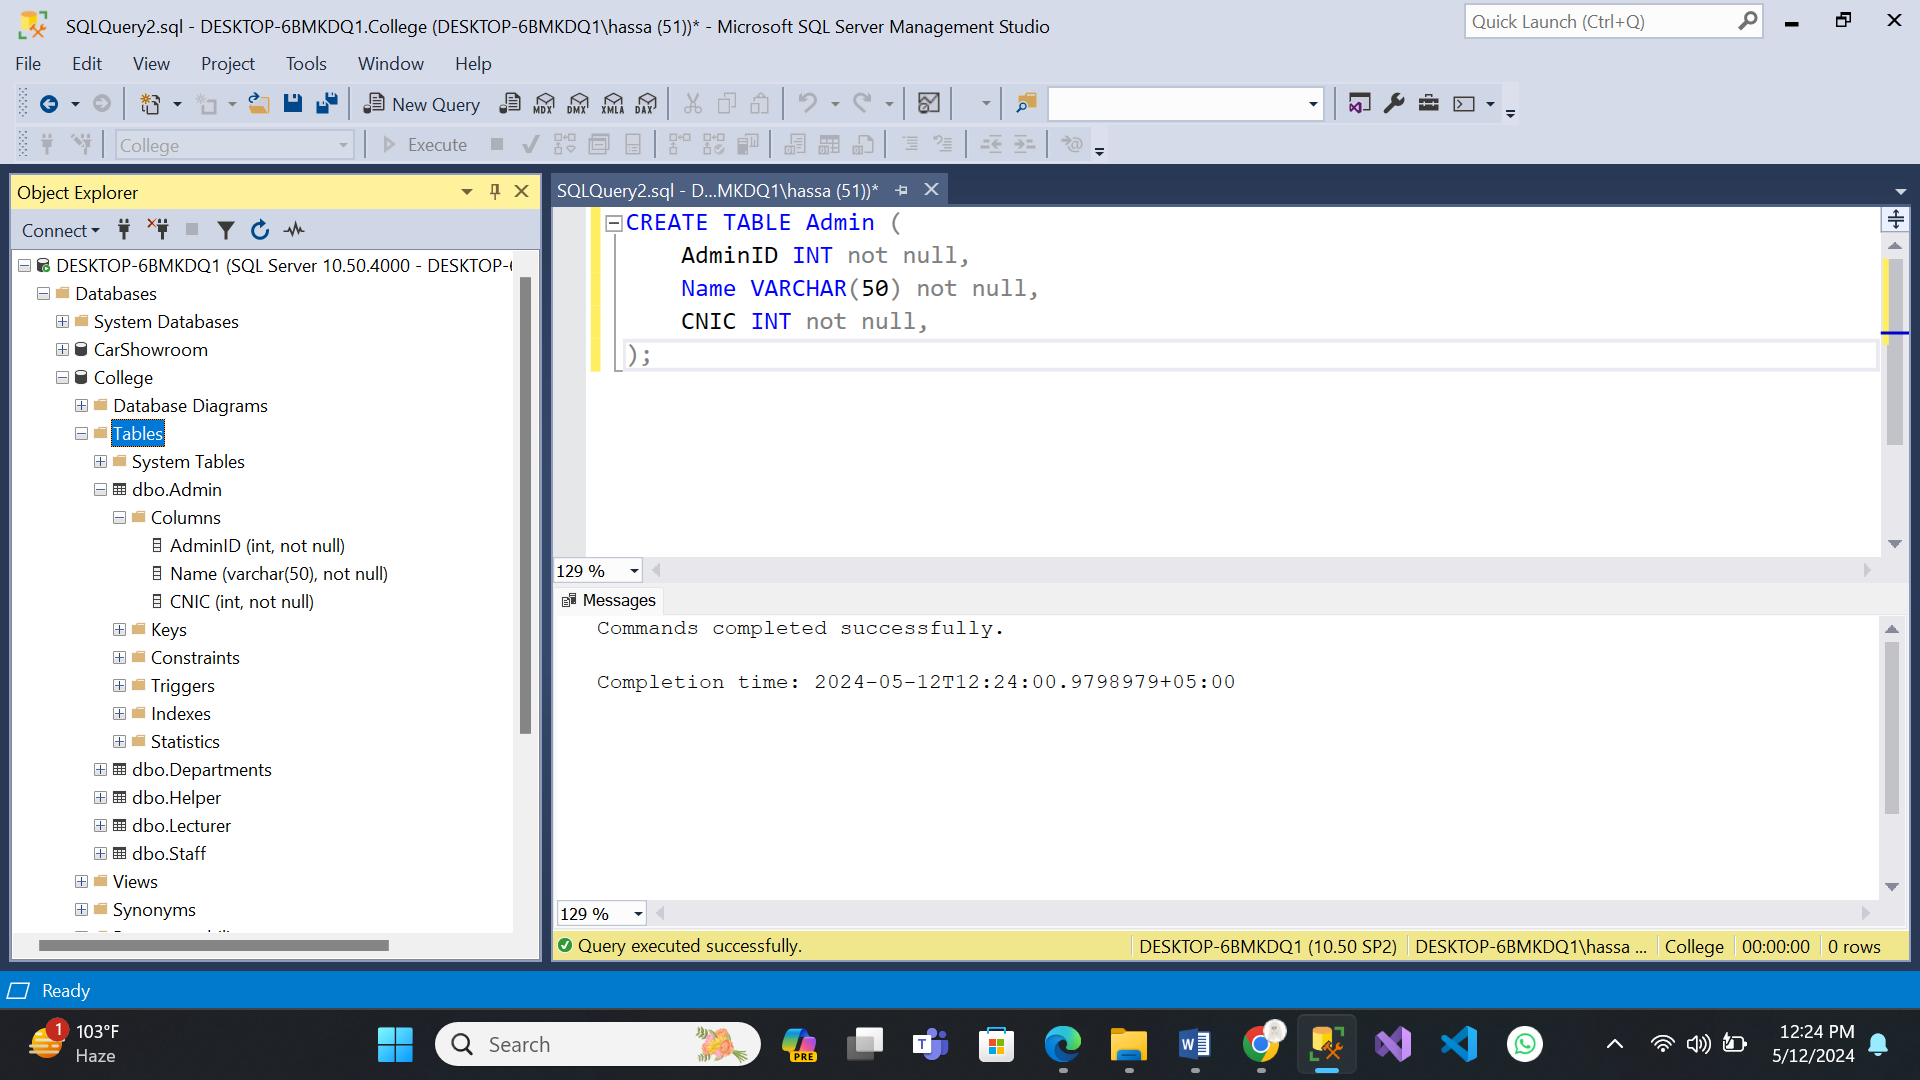 SQLQuery2.sql - DESKTOP-6BMKDQ1.College (DESKTOP-6BMKDQ1\hassa (51))* - Microsoft SQL Server Management Studio
Quick Launch (Ctrl+Q)
File Edit View Project Tools Window Help
New Query MDX DMX XMLA DAX
College Execute
Object Explorer
SQLQuery2.sql - D...MKDQ1\hassa (51))*
Connect
DESKTOP-6BMKDQ1 (SQL Server 10.50.4000 - DESKTOP-
Databases
System Databases
CarShowroom
College
Database Diagrams
Tables
System Tables
dbo.Admin
Columns
AdminID (int, not null)
Name (varchar(50), not null)
CNIC (int, not null)
Keys
Constraints
Triggers
Indexes
Statistics
dbo.Departments
dbo.Helper
dbo.Lecturer
dbo.Staff
Views
Synonyms
CREATE TABLE Admin (
AdminID INT not null,
Name VARCHAR(50) not null,
CNIC INT not null,
);
129 %
Messages
Commands completed successfully.
Completion time: 2024-05-12T12:24:00.9798979+05:00
129 %
Query executed successfully. DESKTOP-6BMKDQ1 (10.50 SP2) DESKTOP-6BMKDQ1\hassa ... College 00:00:00 0 rows
Ready
1
103°F
Haze
Search
PRE
12:24 PM
5/12/2024